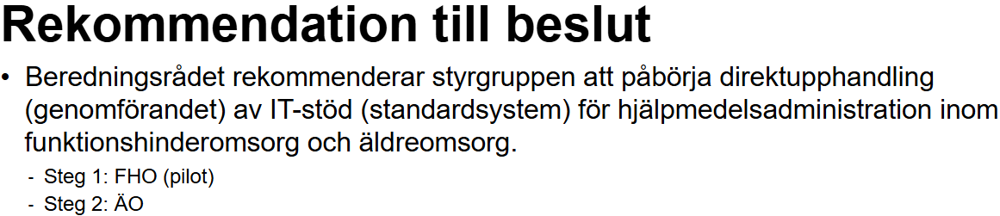 Rekommendation till beslut
• Beredningsrådet rekommenderar styrgruppen att påbörja direktupphandling
(genomförandet) av IT-stöd (standardsystem) för hjälpmedelsadministration inom
funktionshinderomsorg och äldreomsorg.
- Steg 1: FHO (pilot)
- Steg 2: ÄO